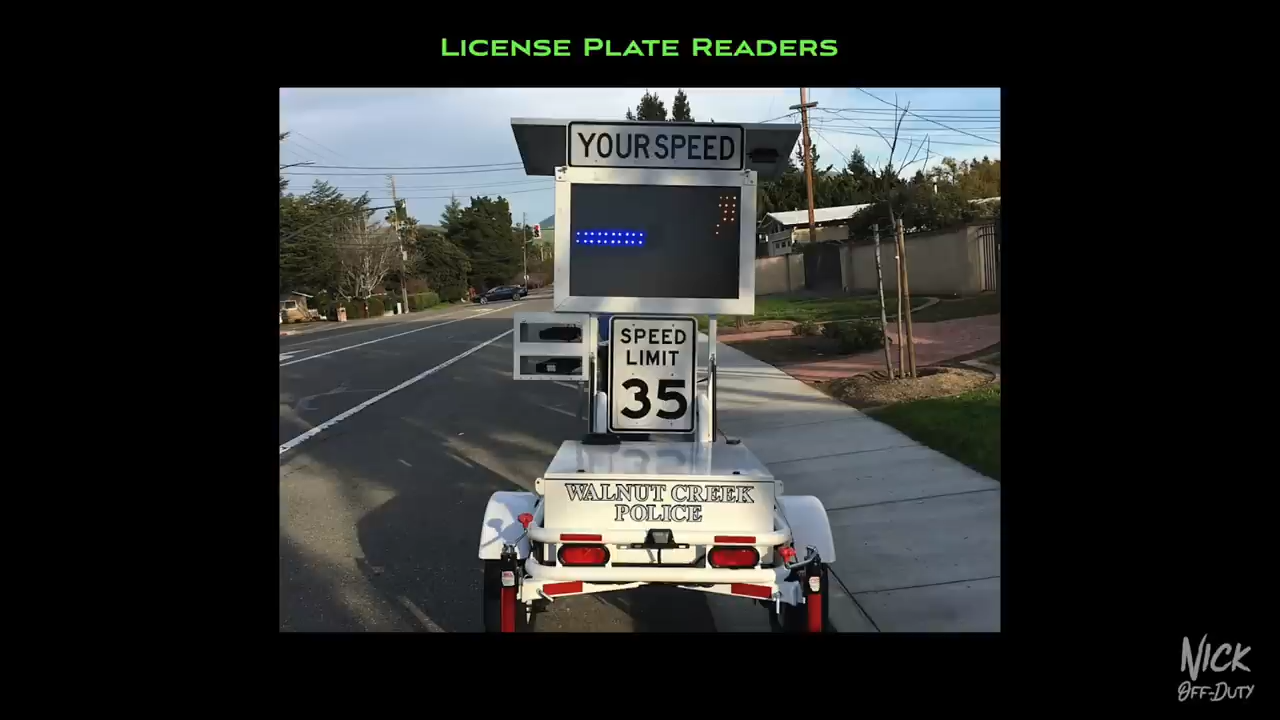 LICENSE PLATE READERS
YOUR SPEED
SPEED
LIMIT
35
WALNUT CREEK
POLICE
NICK
OFF-DUTY